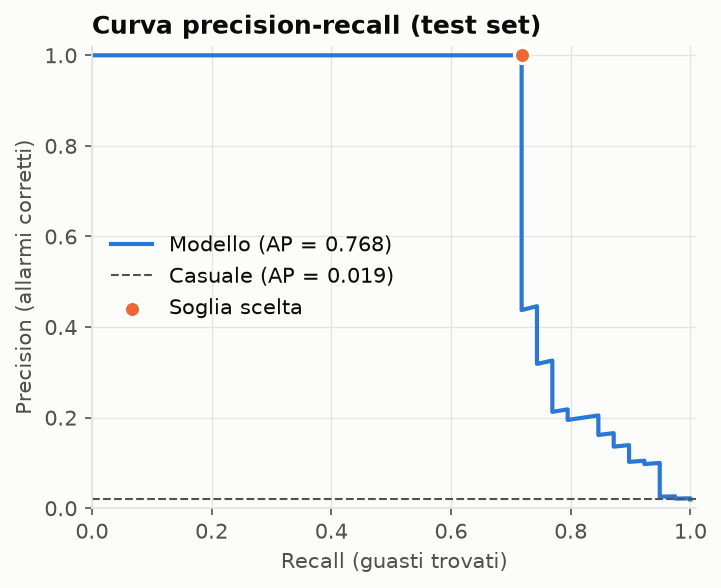 Curva precision-recall (test set)
Precision (allarmi corretti)
1.0
0.8
0.6
0.4
0.2
0.0
Modello (AP = 0.768)
Casuale (AP = 0.019)
Soglia scelta
0.0 0.2 0.4 0.6 0.8 1.0
Recall (guasti trovati)